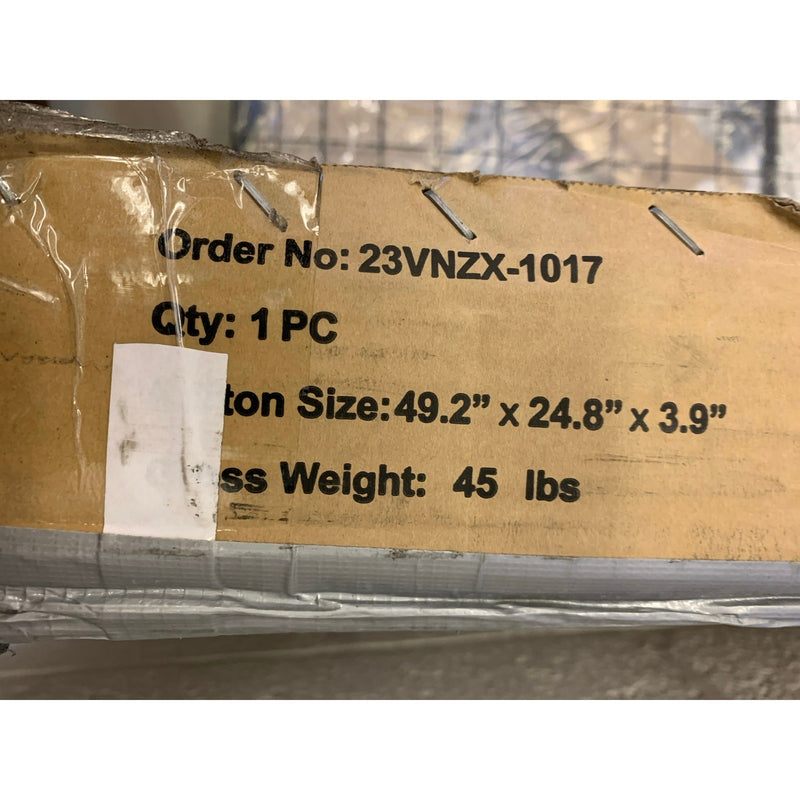 Order No: 23VNZX-1017
Qty: 1 PC
ton Size: 49.2” x 24.8” x 3.9”
ss Weight: 45 lbs